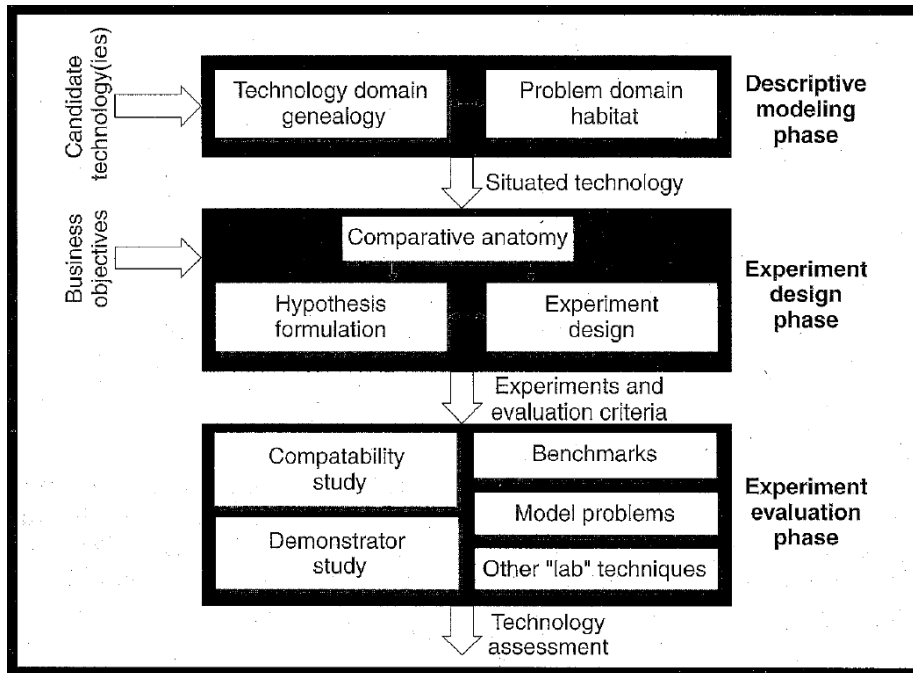 Candidate
technology(ies)
Technology domain
genealogy
Problem domain
habitat
Descriptive
modeling
phase
Situated technology
Business
objectives
Comparative anatomy
Hypothesis
formulation
Experiment
design
Experiment
design
phase
Experiments and
evaluation criteria
Compatability
study
Demonstrator
study
Benchmarks
Model problems
Other "lab" techniques
Experiment
evaluation
phase
Technology
assessment